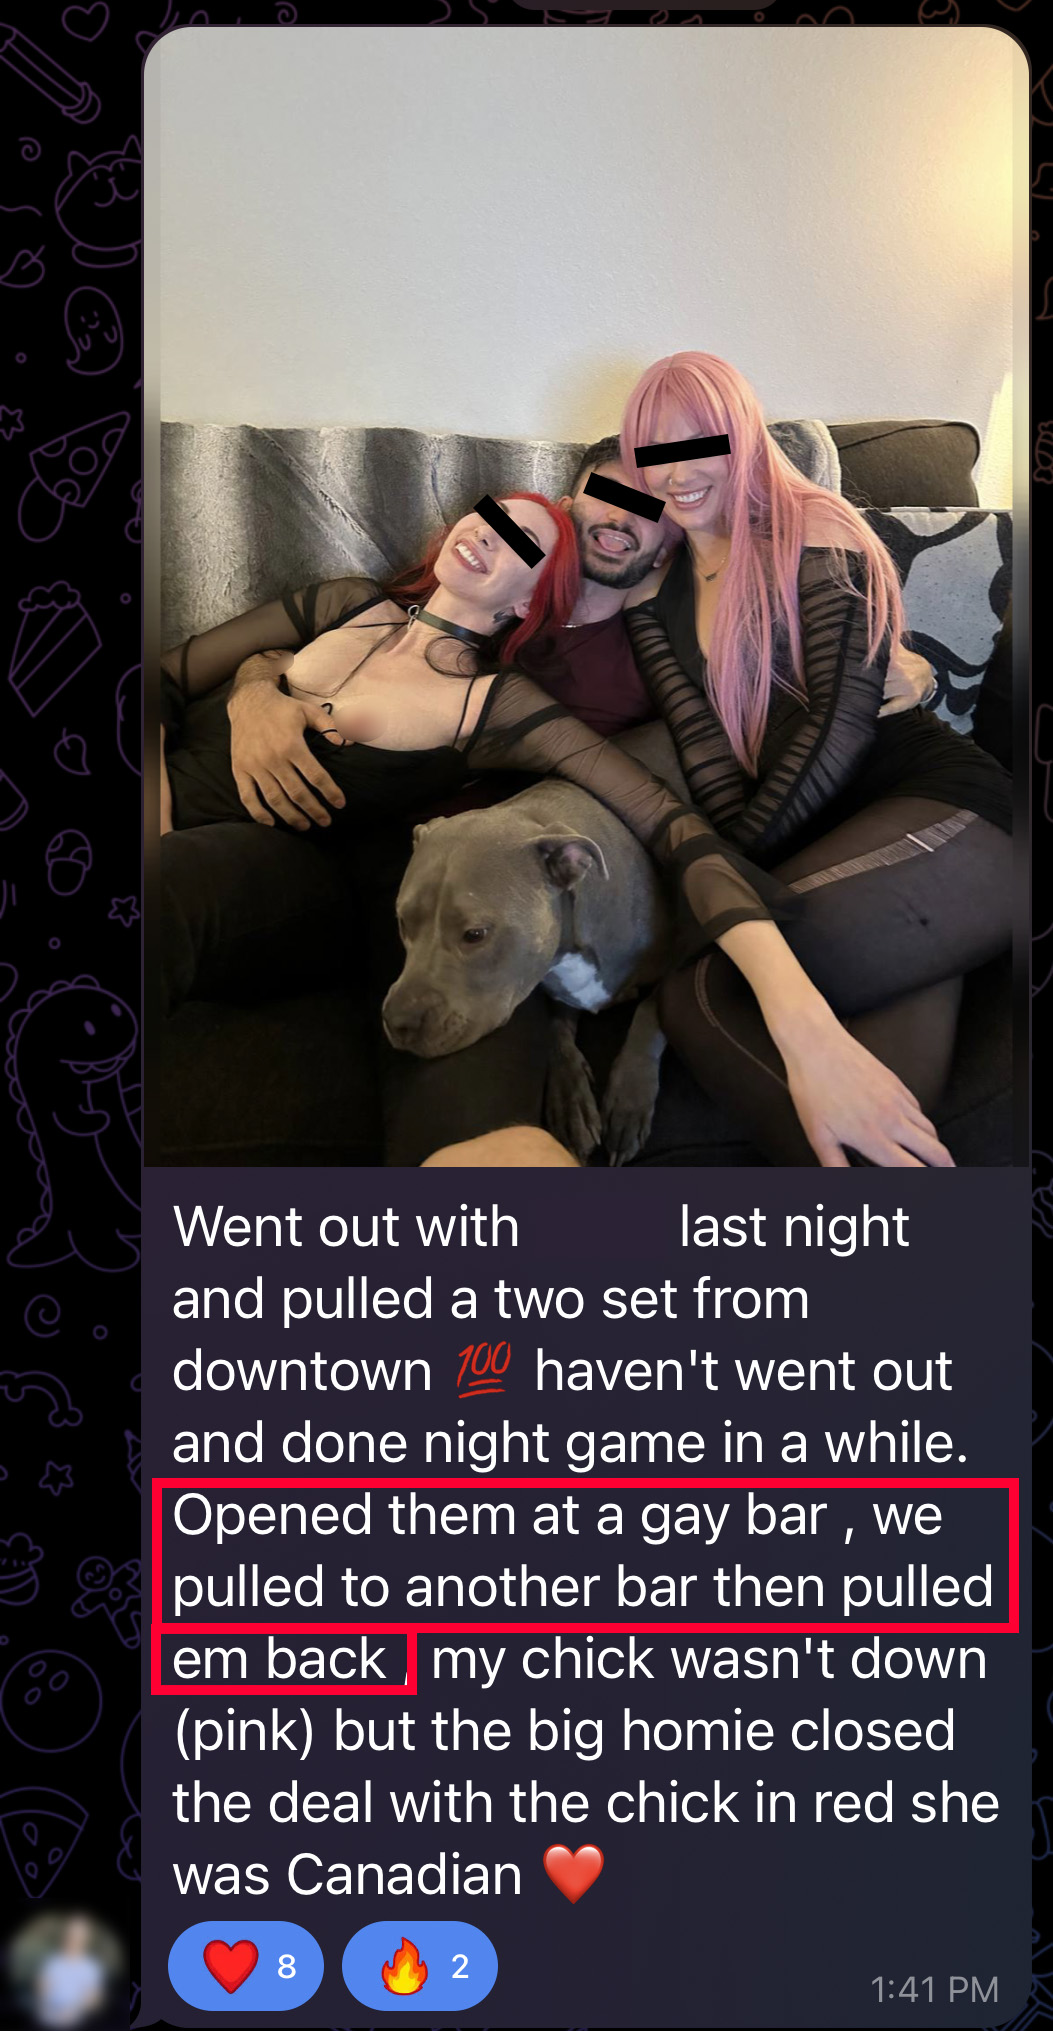 Went out with last night
and pulled a two set from
downtown 💯 haven't went out
and done night game in a while.
Opened them at a gay bar , we
pulled to another bar then pulled
em back , my chick wasn't down
(pink) but the big homie closed
the deal with the chick in red she
was Canadian ❤️
❤️ 8 🔥 2
1:41 PM